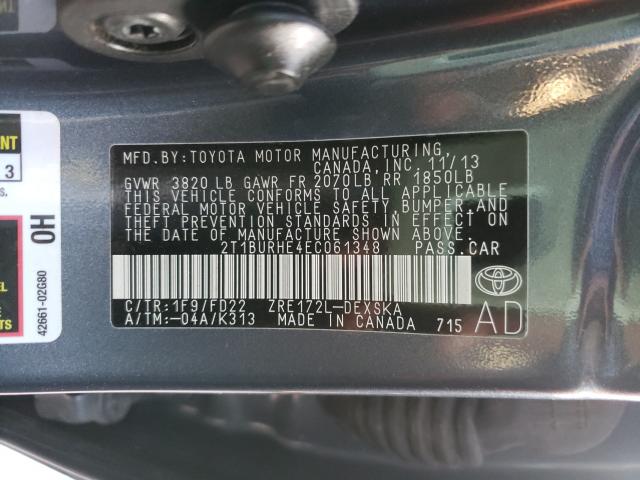 MFD.BY:TOYOTA MOTOR MANUFACTURING,
CANADA, INC. 11/13
GVWR 3820 LB GAWR FR 2070LB RR 1850LB
THIS VEHICLE CONFORMS TO ALL APPLICABLE
FEDERAL MOTOR VEHICLE SAFETY, BUMPER AND
THEFT PREVENTION STANDARDS IN EFFECT ON
THE DATE OF MANUFACTURE SHOWN ABOVE.
2T1BURHE4EC061348 PASS.CAR
C/TR:1F9/FD22 ZRE172L-DEXSKA
A/TM:-04A/K313 MADE IN CANADA 715
AD
3
0H
42661-02G80